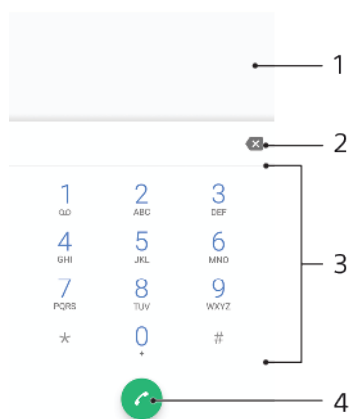 1
2
1 2 3
ABC DEF
4 5 6
GHI JKL MNO
3
7 8 9
PQRS TUV WXYZ
* 0 #
+
4